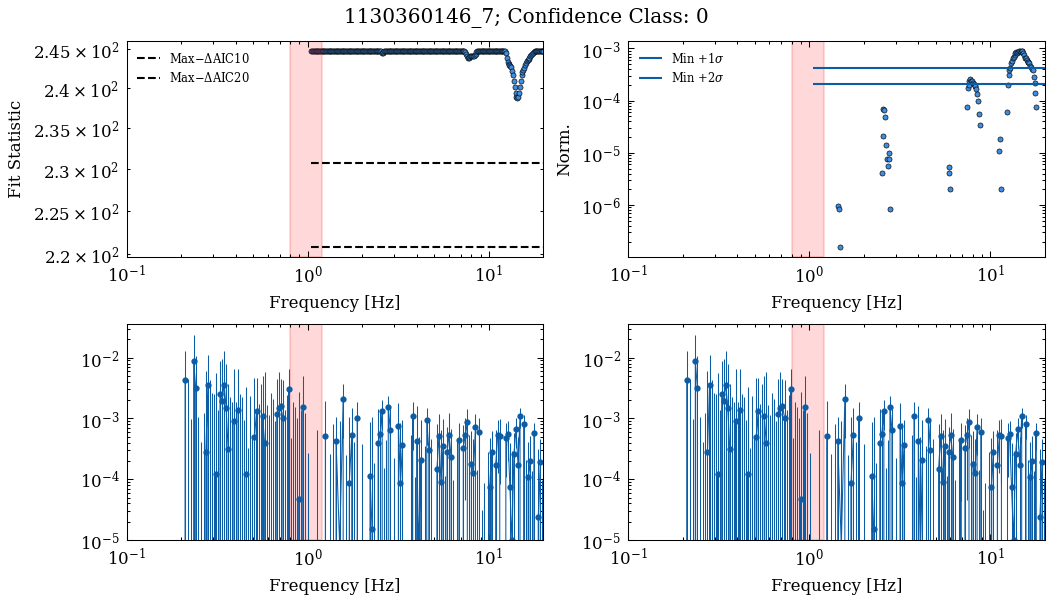 1130360146_7; Confidence Class: 0
Fit Statistic
2.45 × 10²
2.4 × 10²
2.35 × 10²
2.3 × 10²
2.25 × 10²
2.2 × 10²
Max−ΔAIC10
Max−ΔAIC20
10⁻¹ 10⁰ 10¹
Frequency [Hz]
Norm.
10⁻³
10⁻⁴
10⁻⁵
10⁻⁶
Min +1σ
Min +2σ
10⁻¹ 10⁰ 10¹
Frequency [Hz]
10⁻²
10⁻³
10⁻⁴
10⁻⁵
10⁻¹ 10⁰ 10¹
Frequency [Hz]
10⁻²
10⁻³
10⁻⁴
10⁻⁵
10⁻¹ 10⁰ 10¹
Frequency [Hz]